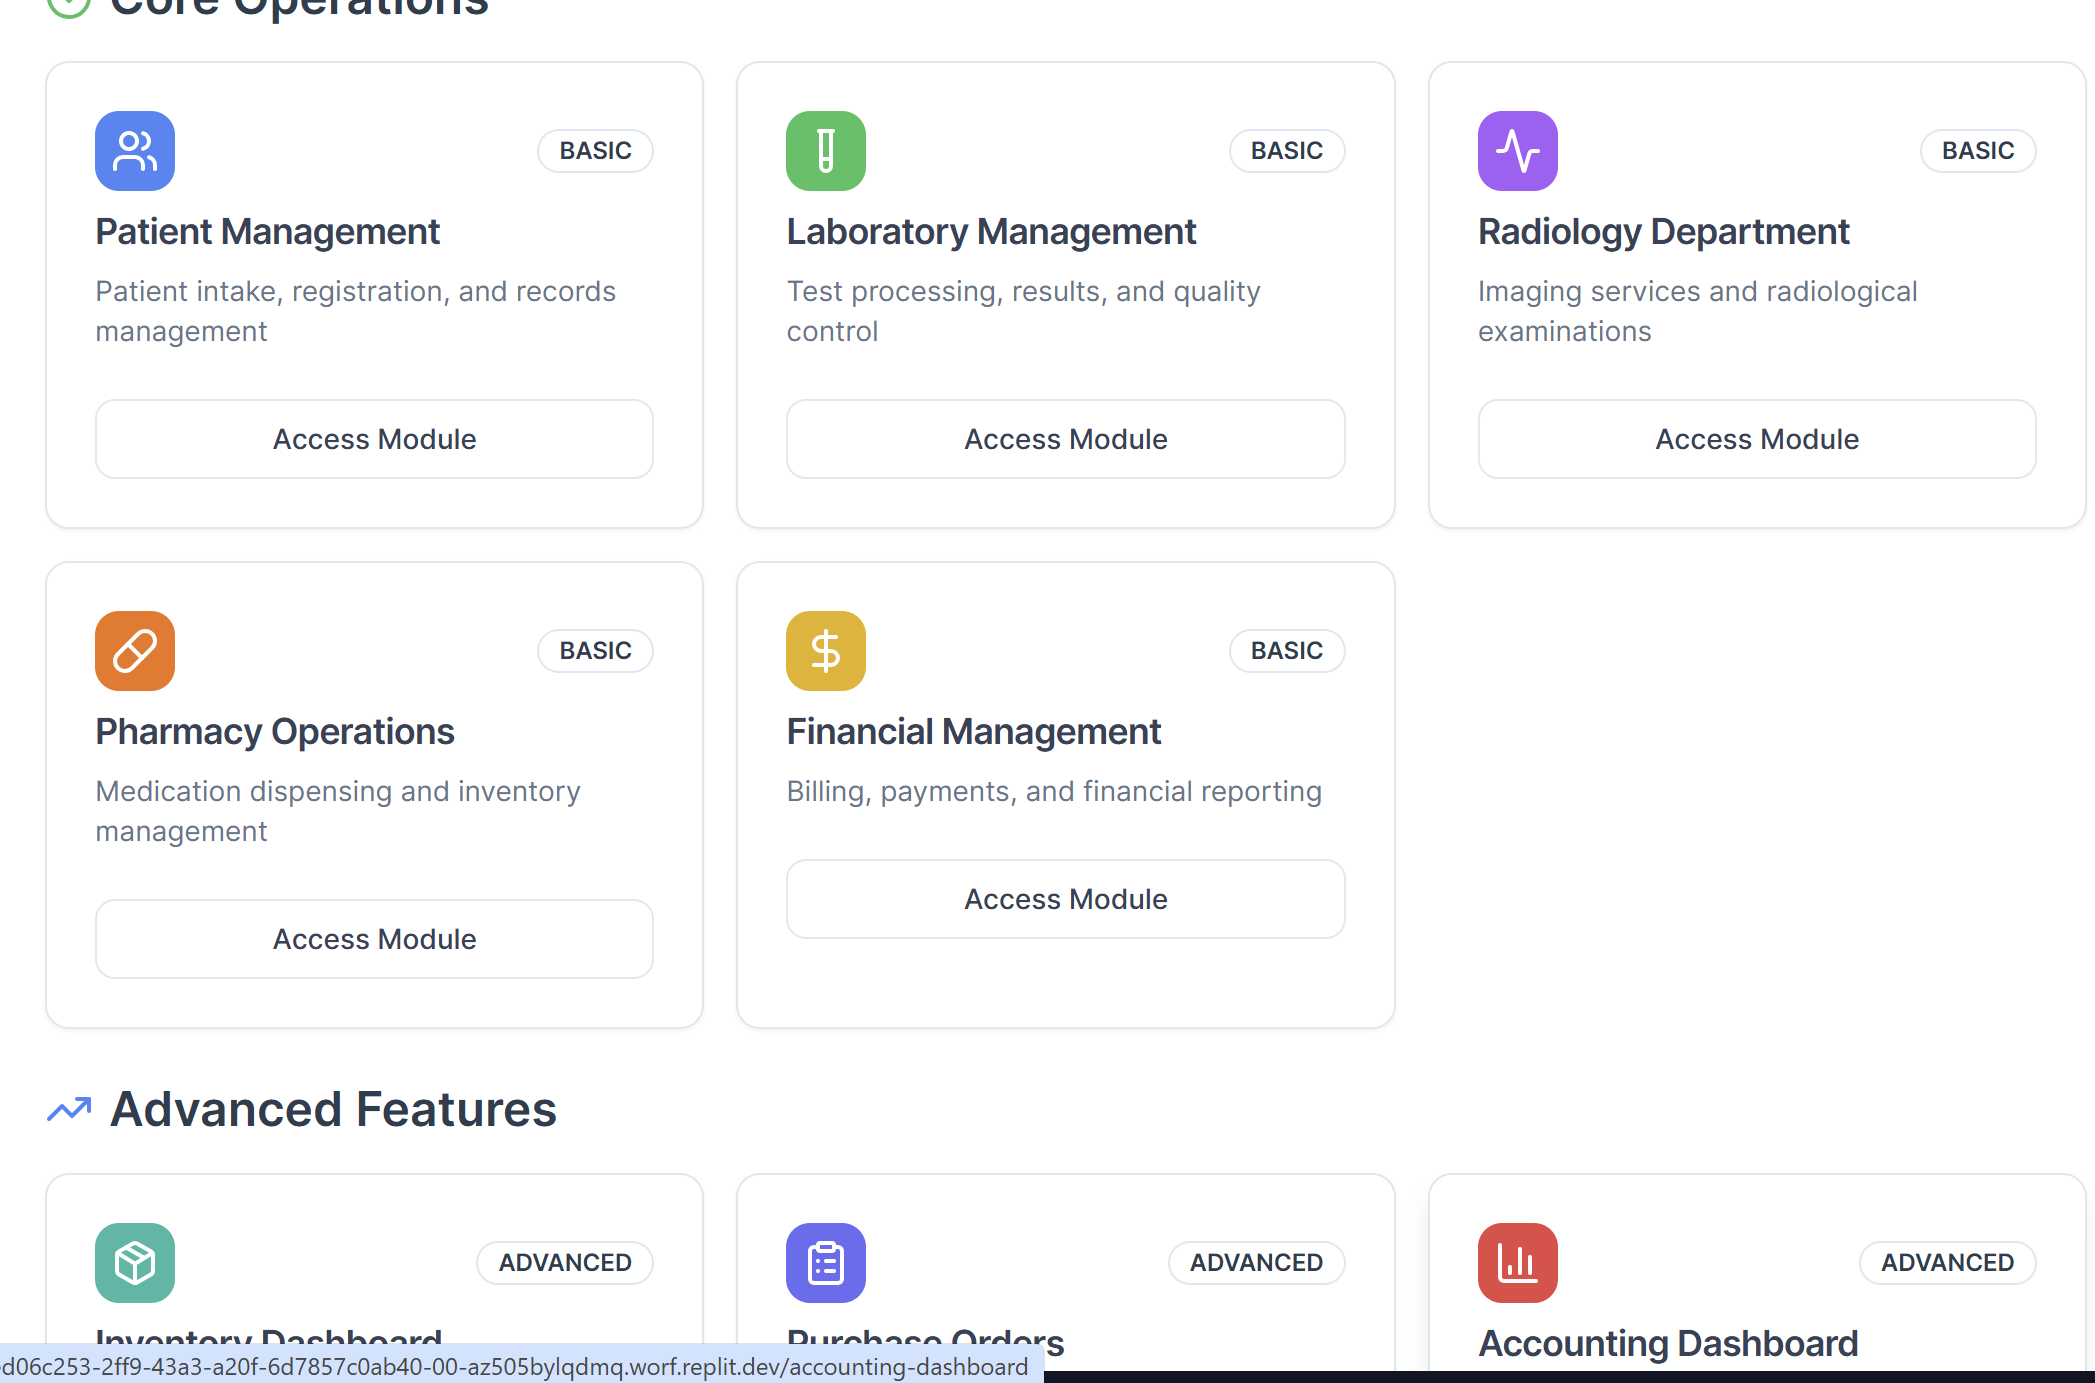 Core Operations
BASIC
Patient Management
Patient intake, registration, and records
management
Access Module
BASIC
Laboratory Management
Test processing, results, and quality
control
Access Module
BASIC
Radiology Department
Imaging services and radiological
examinations
Access Module
BASIC
Pharmacy Operations
Medication dispensing and inventory
management
Access Module
BASIC
Financial Management
Billing, payments, and financial reporting
Access Module
Advanced Features
ADVANCED
Inventory Dashboard
ADVANCED
Purchase Orders
ADVANCED
Accounting Dashboard
d06c253-2ff9-43a3-a20f-6d7857c0ab40-00-az505bylqdmq.worf.replit.dev/accounting-dashboard